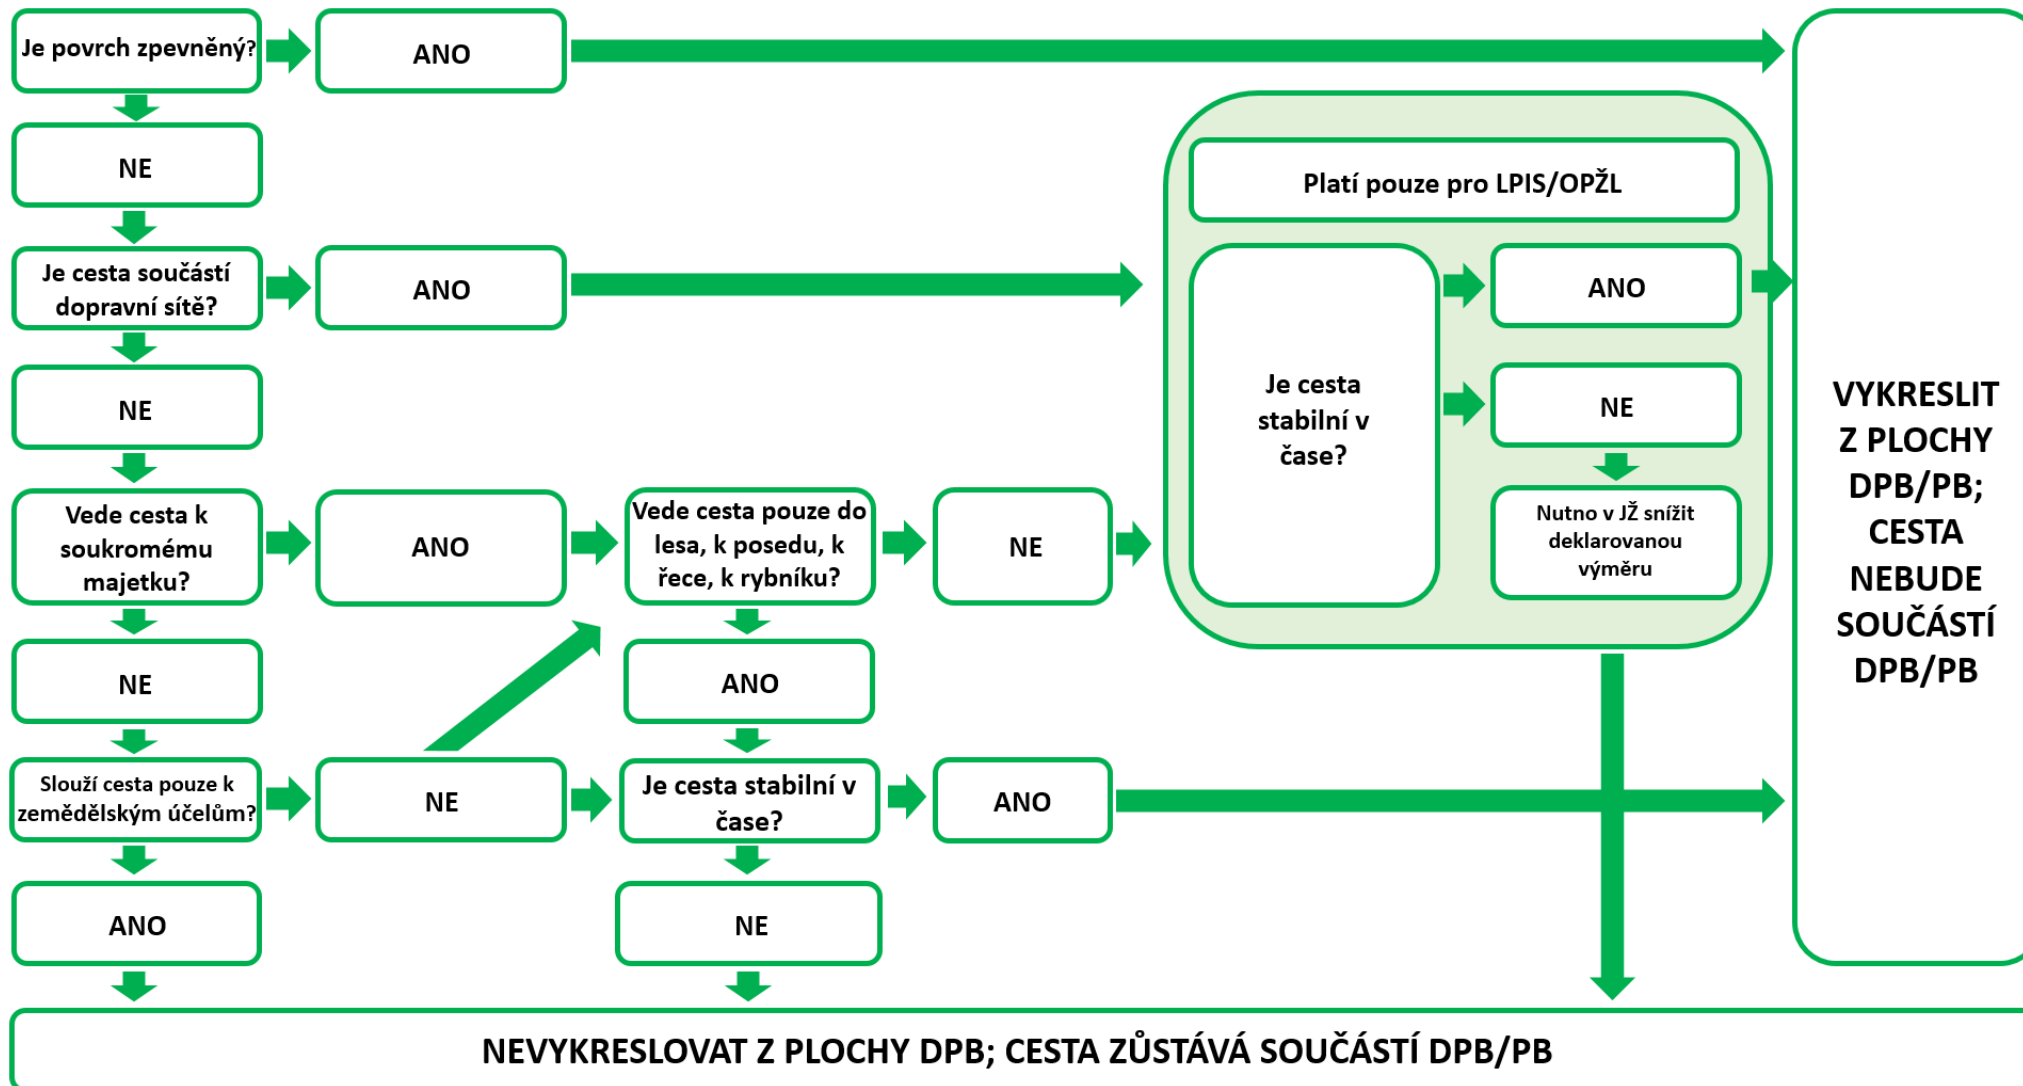 Je povrch zpevněný?
ANO
NE
Platí pouze pro LPIS/OPŽL
Je cesta součástí
dopravní sítě?
ANO
Je cesta
stabilní v
čase?
ANO
NE
Nutno v JŽ snížit
deklarovanou
výměru
NE
Vede cesta k
soukromému
majetku?
ANO
Vede cesta pouze do
lesa, k posedu, k
řece, k rybníku?
NE
NE
ANO
Slouží cesta pouze k
zemědělským účelům?
NE
Je cesta stabilní v
čase?
ANO
ANO
NE
VYKRESLIT
Z PLOCHY
DPB/PB;
CESTA
NEBUDE
SOUČÁSTÍ
DPB/PB
NEVYKRESLOVAT Z PLOCHY DPB; CESTA ZŮSTÁVÁ SOUČÁSTÍ DPB/PB